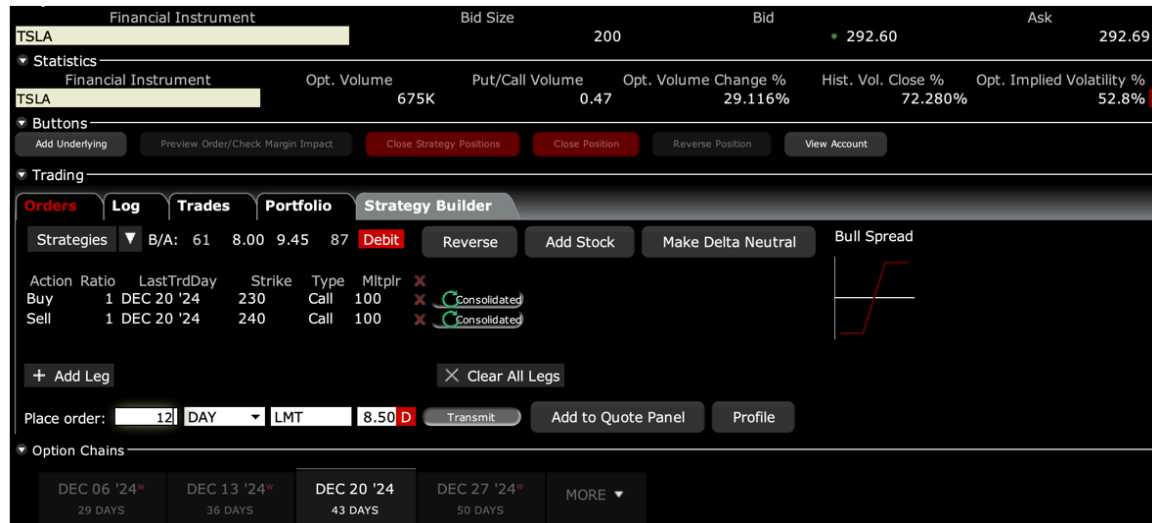 Financial Instrument Bid Size Bid Ask
TSLA 200 292.60 292.69
Statistics
Financial Instrument Opt. Volume Put/Call Volume Opt. Volume Change % Hist. Vol. Close % Opt. Implied Volatility %
TSLA 675K 0.47 29.116% 72.280% 52.8%
Buttons
Add Underlying Preview Order/Check Margin Impact Close Strategy Positions Close Position Reverse Position View Account
Trading
Orders Log Trades Portfolio Strategy Builder
Strategies ▼ B/A: 61 8.00 9.45 87 Debit Reverse Add Stock Make Delta Neutral Bull Spread
Action Ratio LastTrdDay Strike Type Mltplr X
Buy 1 DEC 20 '24 230 Call 100 X Consolidated
Sell 1 DEC 20 '24 240 Call 100 X Consolidated
+ Add Leg X Clear All Legs
Place order: 12 DAY LMT 8.50 D Transmit Add to Quote Panel Profile
Option Chains
DEC 06 '24w DEC 13 '24w DEC 20 '24 DEC 27 '24w MORE ▼
29 DAYS 36 DAYS 43 DAYS 50 DAYS